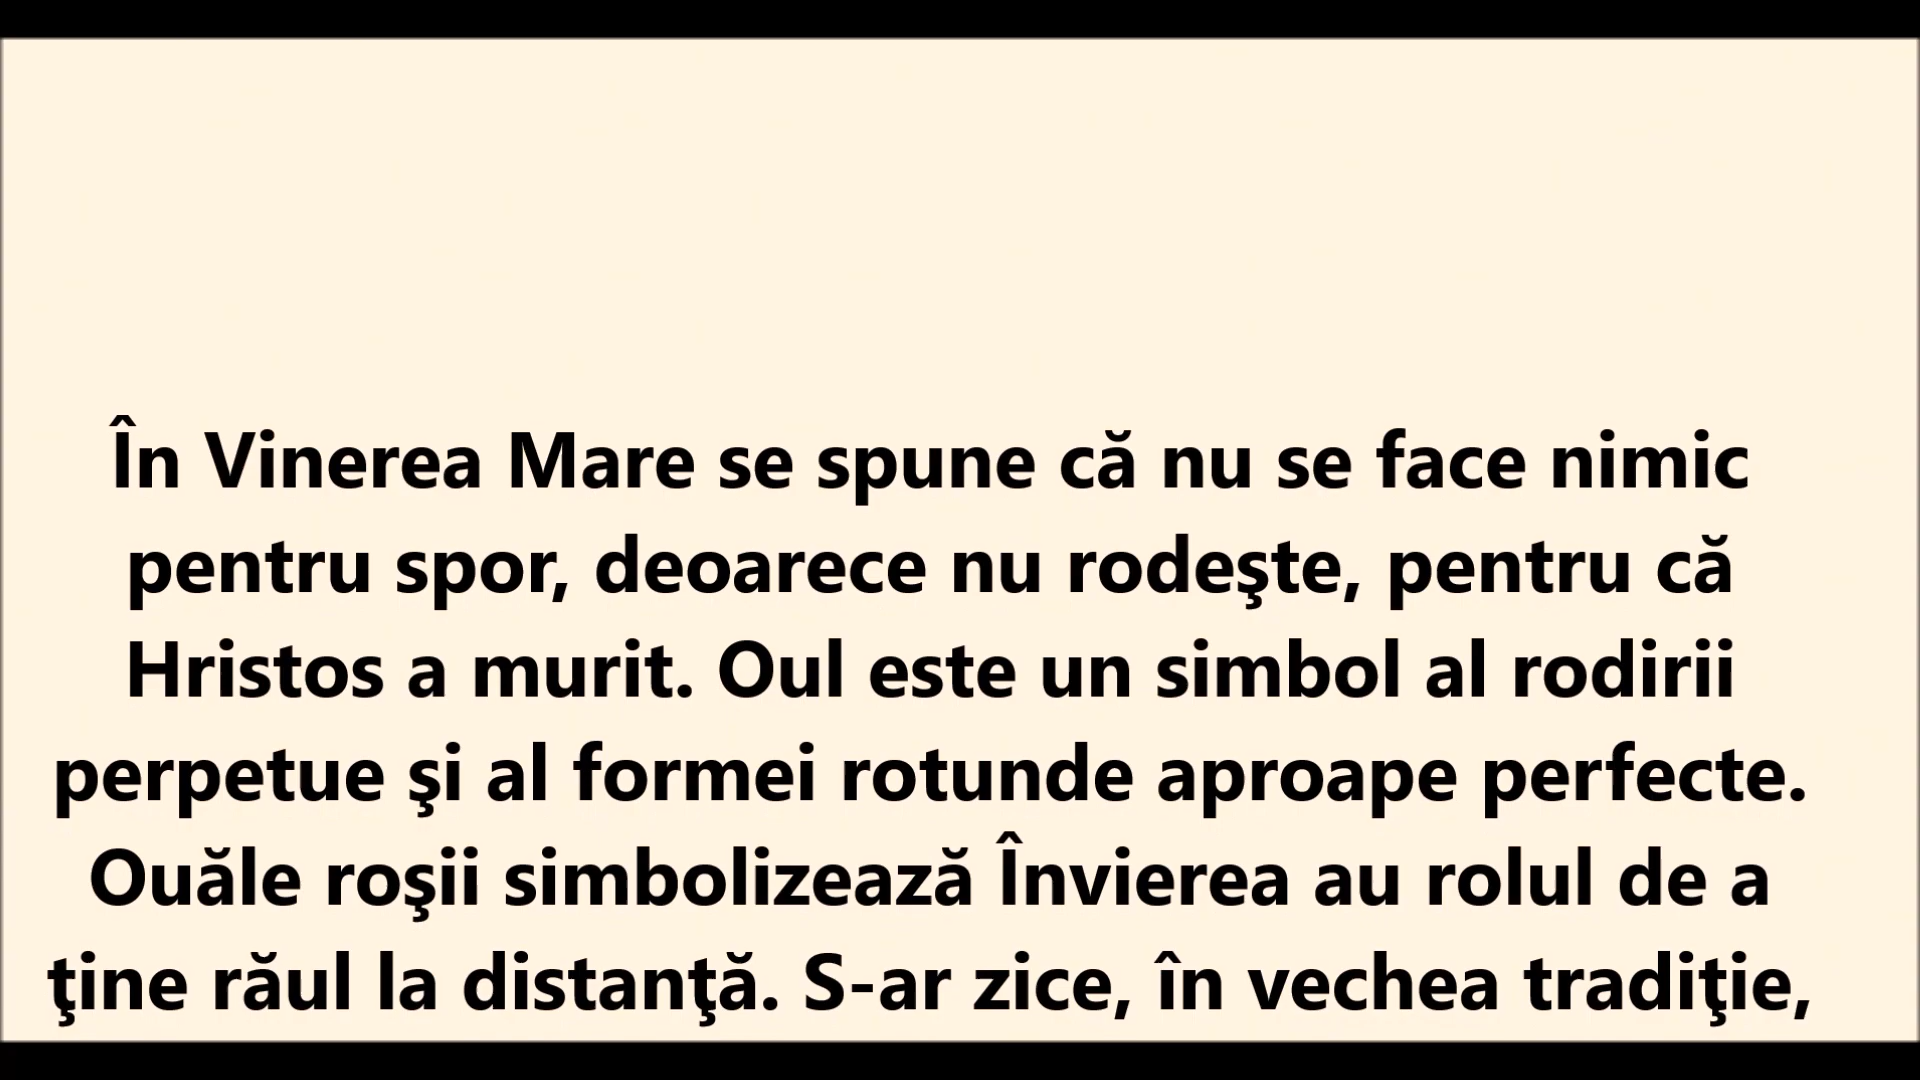 În Vinerea Mare se spune că nu se face nimic
pentru spor, deoarece nu rodeşte, pentru că
Hristos a murit. Oul este un simbol al rodirii
perpetue şi al formei rotunde aproape perfecte.
Ouăle roşii simbolizează Învierea au rolul de a
ţine răul la distanţă. S-ar zice, în vechea tradiţie,